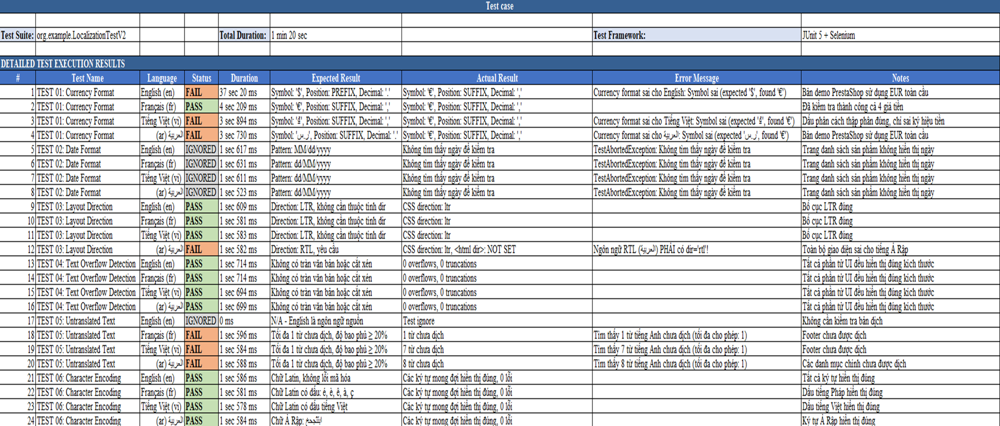 Test case
Test Suite: org.example.LocalizationTestV2 Total Duration: 1 min 20 sec Test Framework: JUnit 5 + Selenium
DETAILED TEST EXECUTION RESULTS
# Test Name Language Status Duration Expected Result Actual Result Error Message Notes
1 TEST 01: Currency Format English (en) FAIL 37 sec 20 ms Symbol: '$', Position: PREFIX, Decimal: '.' Symbol: '€', Position: SUFFIX, Decimal: ',' Currency format sai cho English: Symbol sai (expected '$', found '€') Bản demo PrestaShop sử dụng EUR toàn cầu
2 TEST 01: Currency Format Français (fr) PASS 4 sec 209 ms Symbol: '€', Position: SUFFIX, Decimal: ',' Symbol: '€', Position: SUFFIX, Decimal: ',' Đã kiểm tra thành công cả 4 giá tiền
3 TEST 01: Currency Format Tiếng Việt (vi) FAIL 3 sec 894 ms Symbol: '₫', Position: SUFFIX, Decimal: ',' Symbol: '€', Position: SUFFIX, Decimal: ',' Currency format sai cho Tiếng Việt: Symbol sai (expected '₫', found '€') Dấu phân cách thập phân đúng, chỉ sai ký hiệu tiền
4 TEST 01: Currency Format العربية (ar) FAIL 3 sec 730 ms Symbol: 'ر.س', Position: SUFFIX, Decimal: '.' Symbol: '€', Position: SUFFIX, Decimal: ',' Currency format sai cho العربية: Symbol sai (expected 'ر.س', found '€') Bản demo PrestaShop sử dụng EUR toàn cầu
5 TEST 02: Date Format English (en) IGNORED 1 sec 617 ms Pattern: MM/dd/yyyy Không tìm thấy ngày để kiểm tra TestAbortedException: Không tìm thấy ngày để kiểm tra Trang danh sách sản phẩm không hiển thị ngày
6 TEST 02: Date Format Français (fr) IGNORED 1 sec 631 ms Pattern: dd/MM/yyyy Không tìm thấy ngày để kiểm tra TestAbortedException: Không tìm thấy ngày để kiểm tra Trang danh sách sản phẩm không hiển thị ngày
7 TEST 02: Date Format Tiếng Việt (vi) IGNORED 1 sec 611 ms Pattern: dd/MM/yyyy Không tìm thấy ngày để kiểm tra TestAbortedException: Không tìm thấy ngày để kiểm tra Trang danh sách sản phẩm không hiển thị ngày
8 TEST 02: Date Format العربية (ar) IGNORED 1 sec 523 ms Pattern: dd/MM/yyyy Không tìm thấy ngày để kiểm tra TestAbortedException: Không tìm thấy ngày để kiểm tra Trang danh sách sản phẩm không hiển thị ngày
9 TEST 03: Layout Direction English (en) PASS 1 sec 609 ms Direction: LTR, không cần thuộc tính dir CSS direction: ltr Bố cục LTR đúng
10 TEST 03: Layout Direction Français (fr) PASS 1 sec 581 ms Direction: LTR, không cần thuộc tính dir CSS direction: ltr Bố cục LTR đúng
11 TEST 03: Layout Direction Tiếng Việt (vi) PASS 1 sec 583 ms Direction: LTR, không cần thuộc tính dir CSS direction: ltr Bố cục LTR đúng
12 TEST 03: Layout Direction العربية (ar) FAIL 1 sec 582 ms Direction: RTL, yêu cầu CSS direction: ltr, <html dir>: NOT SET Ngôn ngữ RTL (العربية) PHẢI có dir='rtl'! Toàn bộ giao diện sai cho tiếng Ả Rập
13 TEST 04: Text Overflow Detection English (en) PASS 1 sec 714 ms Không có tràn văn bản hoặc cắt xén 0 overflows, 0 truncations Tất cả phần tử UI đều hiển thị đúng kích thước
14 TEST 04: Text Overflow Detection Français (fr) PASS 1 sec 714 ms Không có tràn văn bản hoặc cắt xén 0 overflows, 0 truncations Tất cả phần tử UI đều hiển thị đúng kích thước
15 TEST 04: Text Overflow Detection Tiếng Việt (vi) PASS 1 sec 694 ms Không có tràn văn bản hoặc cắt xén 0 overflows, 0 truncations Tất cả phần tử UI đều hiển thị đúng kích thước
16 TEST 04: Text Overflow Detection العربية (ar) PASS 1 sec 699 ms Không có tràn văn bản hoặc cắt xén 0 overflows, 0 truncations Tất cả phần tử UI đều hiển thị đúng kích thước
17 TEST 05: Untranslated Text English (en) IGNORED 0 ms N/A - English là ngôn ngữ nguồn Test ignore Không cần kiểm tra bản dịch
18 TEST 05: Untranslated Text Français (fr) FAIL 1 sec 596 ms Tối đa 1 từ chưa dịch, độ bao phủ ≥ 20% 1 từ chưa dịch Tìm thấy 1 từ tiếng Anh chưa dịch (tối đa cho phép: 1) Footer chưa được dịch
19 TEST 05: Untranslated Text Tiếng Việt (vi) FAIL 1 sec 584 ms Tối đa 1 từ chưa dịch, độ bao phủ ≥ 20% 7 từ chưa dịch Tìm thấy 7 từ tiếng Anh chưa dịch (tối đa cho phép: 1) Footer chưa được dịch
20 TEST 05: Untranslated Text العربية (ar) FAIL 1 sec 588 ms Tối đa 1 từ chưa dịch, độ bao phủ ≥ 20% 8 từ chưa dịch Tìm thấy 8 từ tiếng Anh chưa dịch (tối đa cho phép: 1) Các danh mục chính chưa được dịch
21 TEST 06: Character Encoding English (en) PASS 1 sec 586 ms Chữ Latin, không lỗi mã hóa Các ký tự mong đợi hiển thị đúng, 0 lỗi Tất cả ký tự hiển thị đúng
22 TEST 06: Character Encoding Français (fr) PASS 1 sec 581 ms Chữ Latin có dấu: é, è, ê, à, ç Các ký tự mong đợi hiển thị đúng, 0 lỗi Dấu tiếng Pháp hiển thị đúng
23 TEST 06: Character Encoding Tiếng Việt (vi) PASS 1 sec 578 ms Chữ Latin có dấu tiếng Việt Các ký tự mong đợi hiển thị đúng, 0 lỗi Dấu tiếng Việt hiển thị đúng
24 TEST 06: Character Encoding العربية (ar) PASS 1 sec 584 ms Chữ Ả Rập: ابتثجحخ Các ký tự mong đợi hiển thị đúng, 0 lỗi Ký tự Ả Rập hiển thị đúng